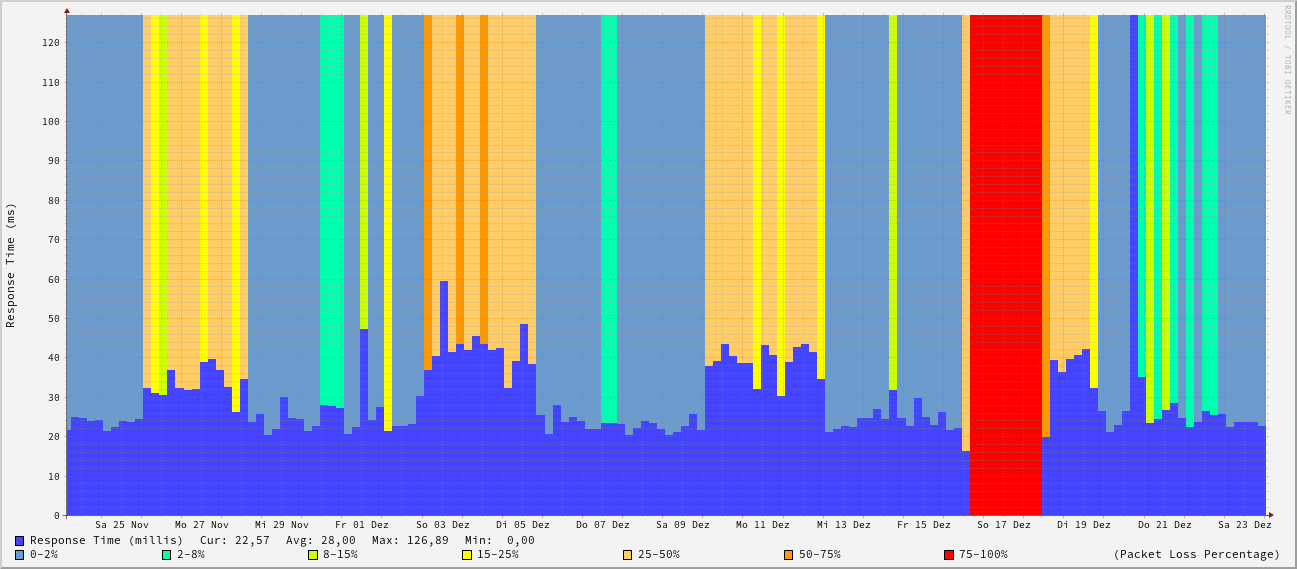 RRDTOOL / TOBI OETIKER
Response Time (ms)
120
110
100
90
80
70
60
50
40
30
20
10
0
Sa 25 Nov Mo 27 Nov Mi 29 Nov Fr 01 Dez So 03 Dez Di 05 Dez Do 07 Dez Sa 09 Dez Mo 11 Dez Mi 13 Dez Fr 15 Dez So 17 Dez Di 19 Dez Do 21 Dez Sa 23 Dez
Response Time (millis) Cur: 22,57 Avg: 28,00 Max: 126,89 Min: 0,00
0-2% 2-8% 8-15% 15-25% 25-50% 50-75% 75-100% (Packet Loss Percentage)